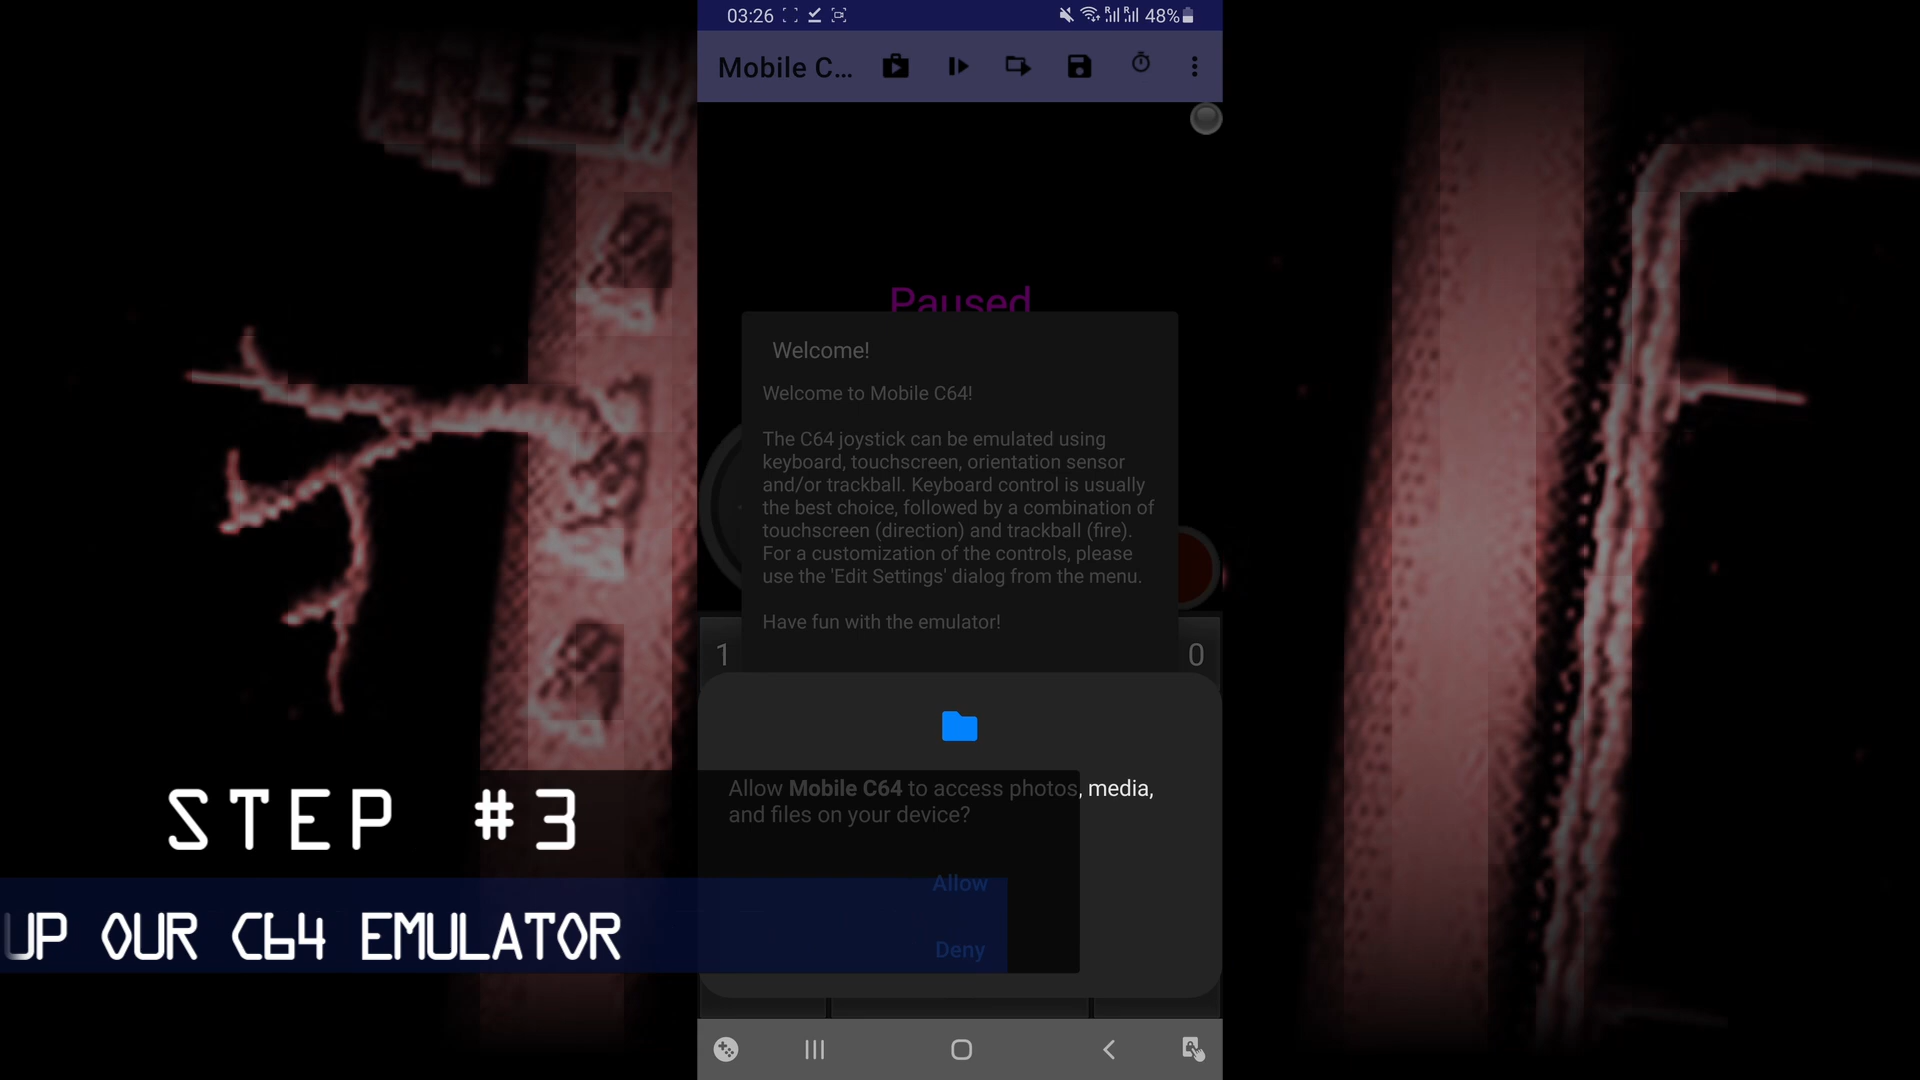 03:26
48%
Mobile C...
Paused
Welcome!
Welcome to Mobile C64!
The C64 joystick can be emulated using
keyboard, touchscreen, orientation sensor
and/or trackball. Keyboard control is usually
the best choice, followed by a combination of
touchscreen (direction) and trackball (fire).
For a customization of the controls, please
use the 'Edit Settings' dialog from the menu.
Have fun with the emulator!
1
0
Allow Mobile C64 to access photos, media,
and files on your device?
Allow
Deny
STEP #3
UP OUR C64 EMULATOR